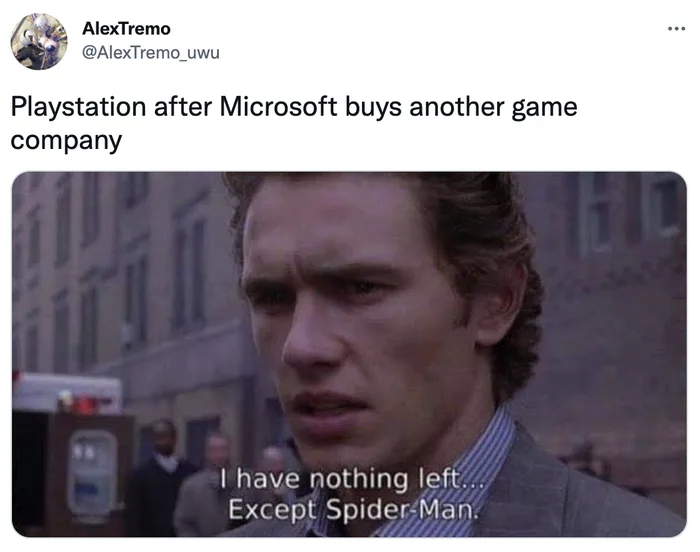 AlexTremo
@AlexTremo_uwu
Playstation after Microsoft buys another game
company
I have nothing left...
Except Spider-Man.